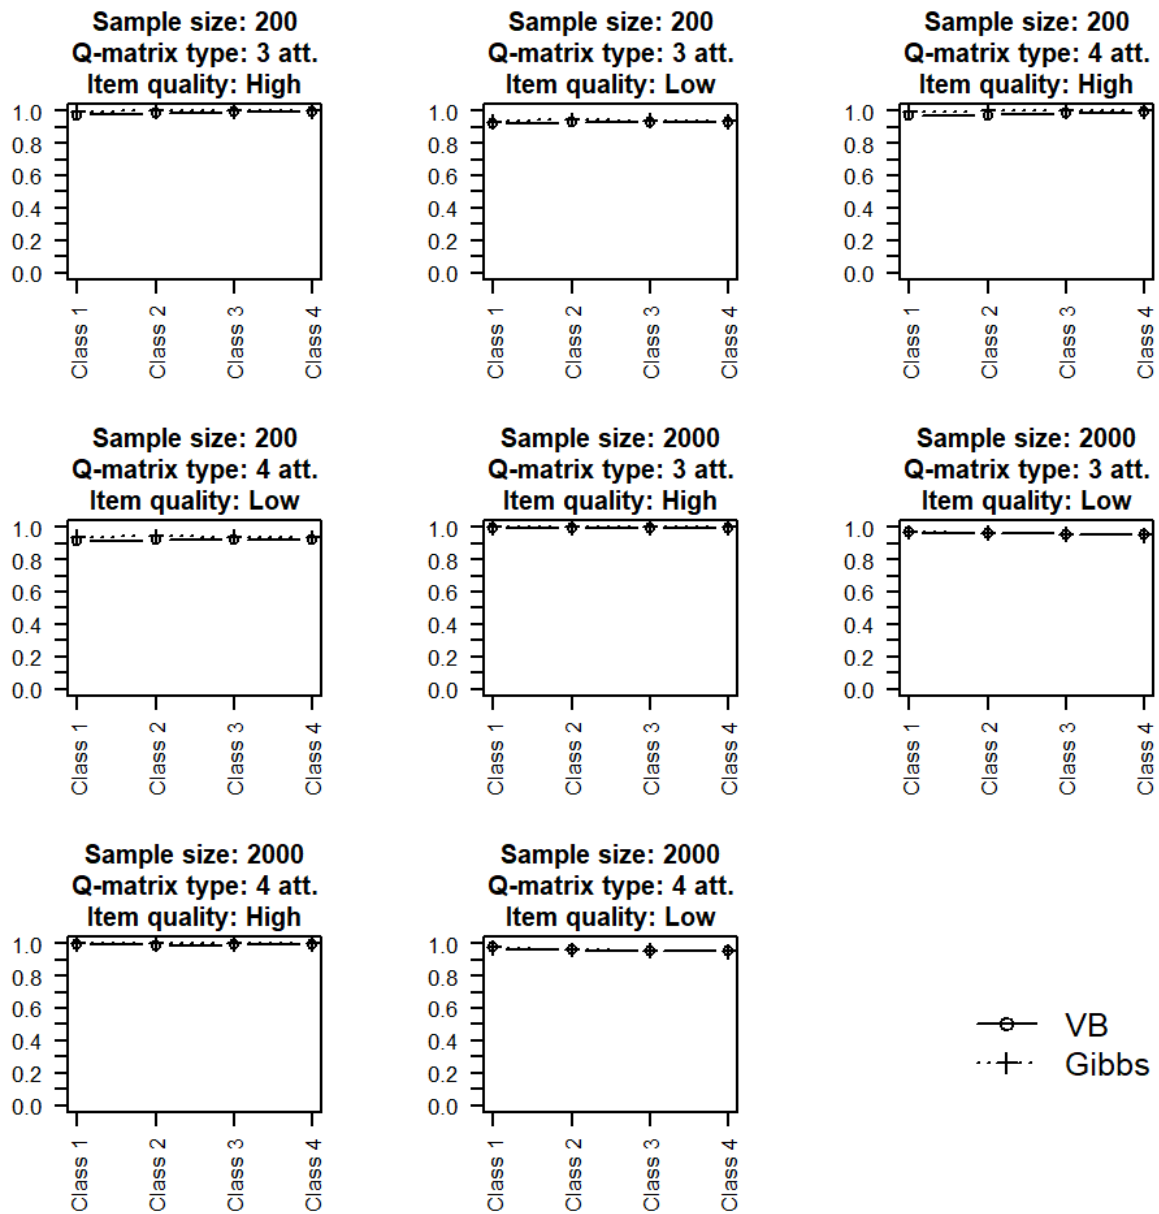 Sample size: 200
Q-matrix type: 3 att.
Item quality: High
1.0
0.8
0.6
0.4
0.2
0.0
Class 1
Class 2
Class 3
Class 4
Sample size: 200
Q-matrix type: 3 att.
Item quality: Low
1.0
0.8
0.6
0.4
0.2
0.0
Class 1
Class 2
Class 3
Class 4
Sample size: 200
Q-matrix type: 4 att.
Item quality: High
1.0
0.8
0.6
0.4
0.2
0.0
Class 1
Class 2
Class 3
Class 4
Sample size: 200
Q-matrix type: 4 att.
Item quality: Low
1.0
0.8
0.6
0.4
0.2
0.0
Class 1
Class 2
Class 3
Class 4
Sample size: 2000
Q-matrix type: 3 att.
Item quality: High
1.0
0.8
0.6
0.4
0.2
0.0
Class 1
Class 2
Class 3
Class 4
Sample size: 2000
Q-matrix type: 3 att.
Item quality: Low
1.0
0.8
0.6
0.4
0.2
0.0
Class 1
Class 2
Class 3
Class 4
Sample size: 2000
Q-matrix type: 4 att.
Item quality: High
1.0
0.8
0.6
0.4
0.2
0.0
Class 1
Class 2
Class 3
Class 4
Sample size: 2000
Q-matrix type: 4 att.
Item quality: Low
1.0
0.8
0.6
0.4
0.2
0.0
Class 1
Class 2
Class 3
Class 4
VB
Gibbs